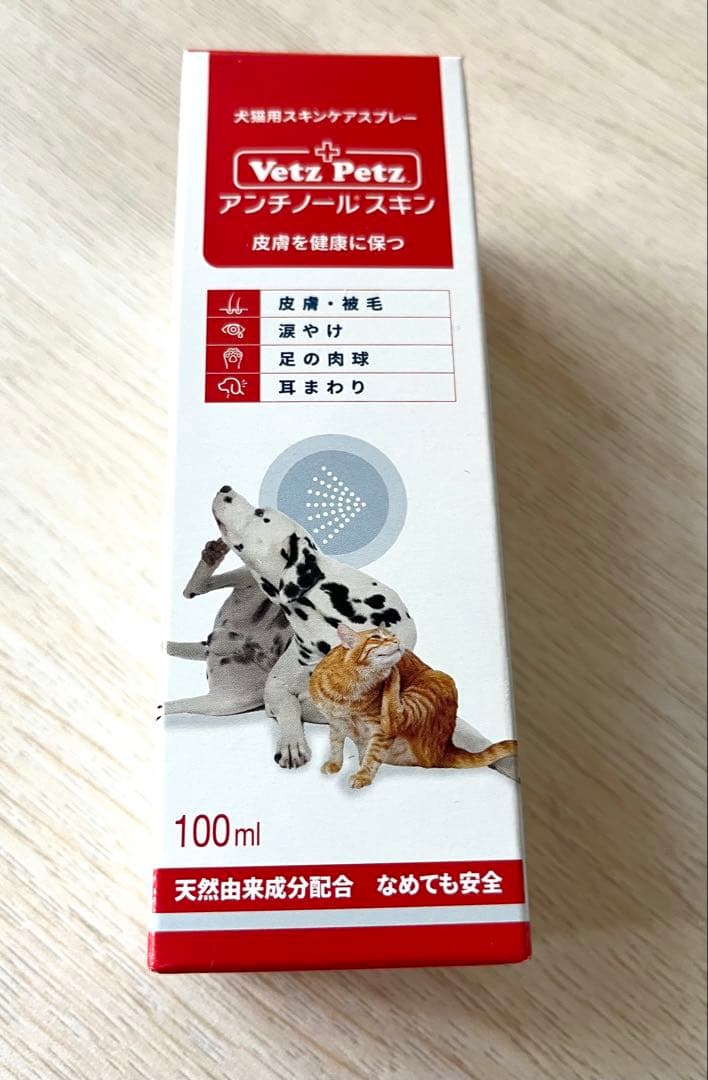 犬猫用スキンケアスプレー
Vetz Petz
アンチノール スキン
皮膚を健康に保つ
皮膚・被毛
涙やけ
足の肉球
耳まわり
100ml
天然由来成分配合 なめても安全